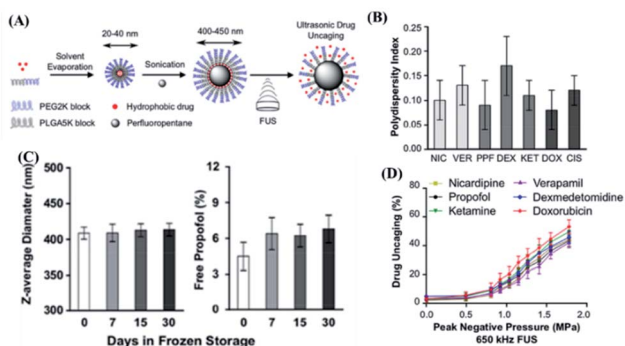 (A)
20-40 nm
400-450 nm
Ultrasonic Drug
Uncaging
Solvent
Evaporation
Sonication
FUS
PEG2K block
Hydrophobic drug
PLGA5K block
Perfluoropentane
(B)
Polydispersity Index
0.25
0.20
0.15
0.10
0.05
0.00
NIC VER PPF DEX KET DOX CIS
(C)
Z-average Diamater (nm)
500
450
400
350
300
0 7 15 30
Free Propofol (%)
12
9
6
3
0
0 7 15 30
Days in Frozen Storage
(D)
Nicardipine
Verapamil
Propofol
Dexmedetomidine
Ketamine
Doxorubicin
Drug Uncaging (%)
80
60
40
20
0
0.0 0.5 1.0 1.5 2.0
Peak Negative Pressure (MPa)
650 kHz FUS